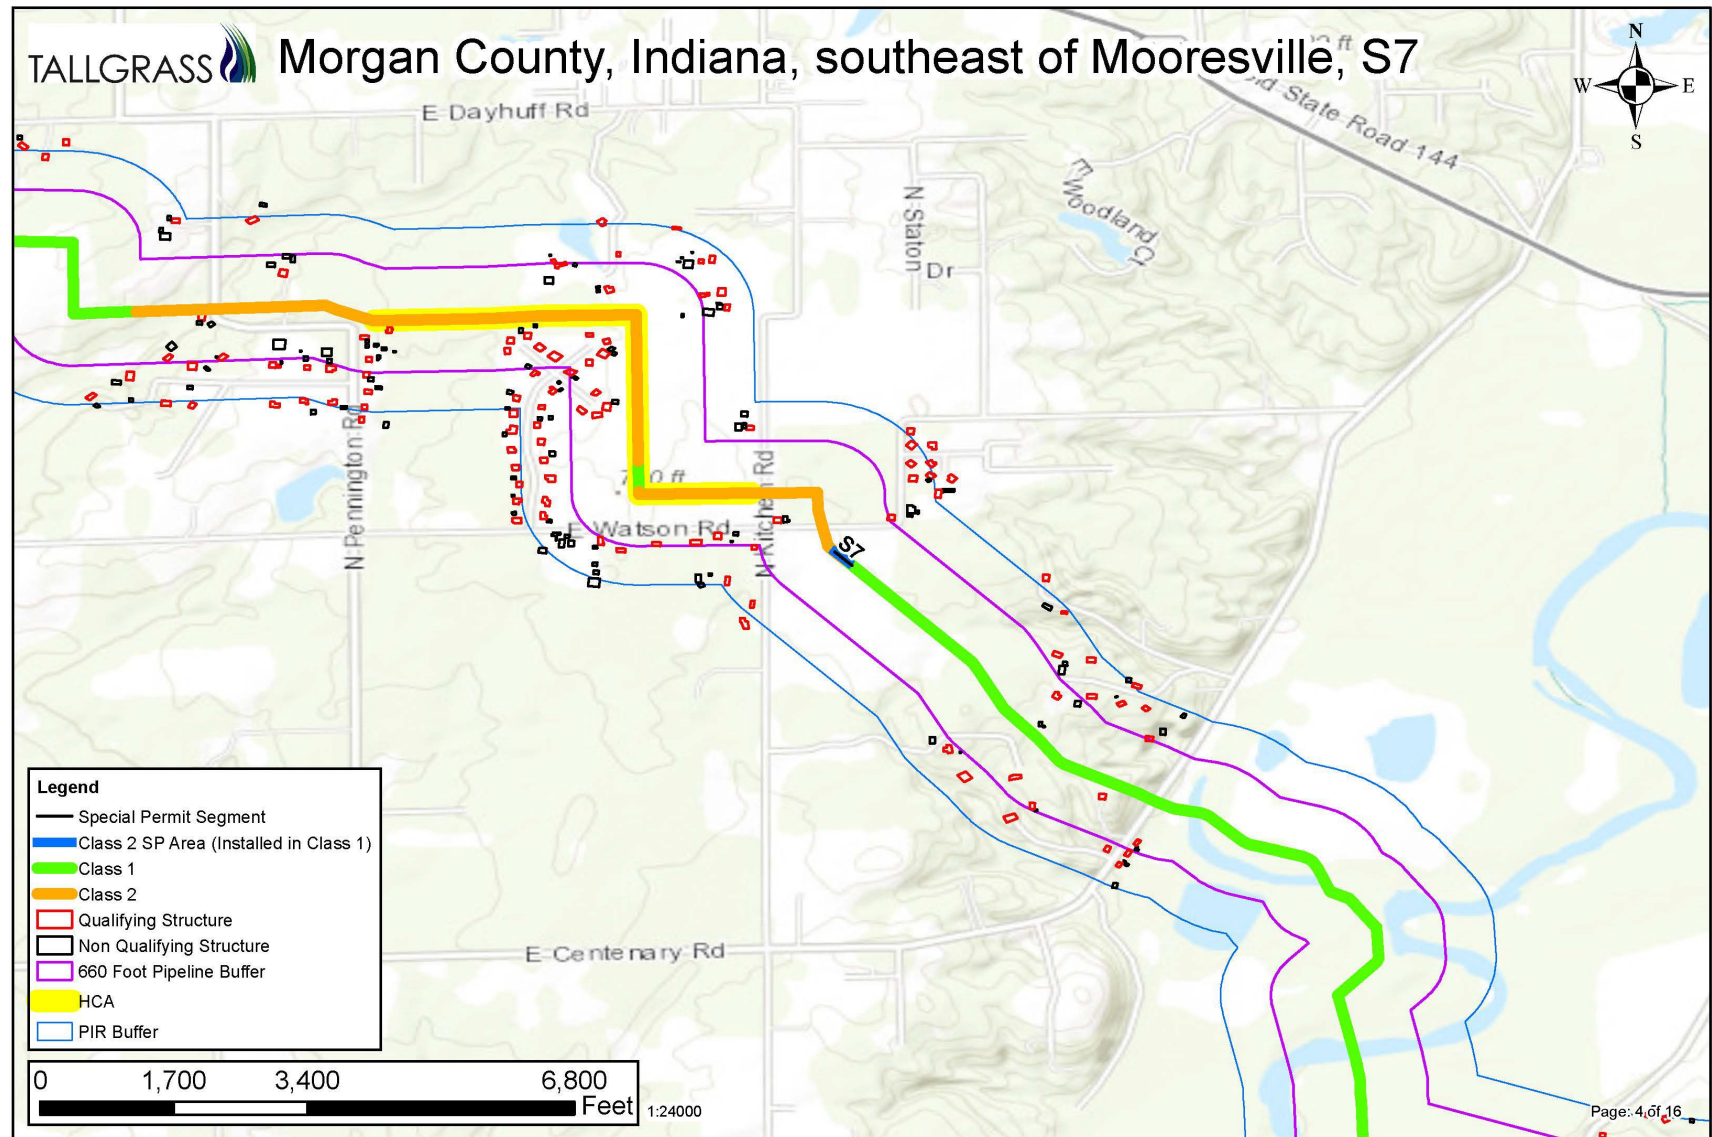 TALLGRASS
Morgan County, Indiana, southeast of Mooresville, S7
N
W E
S
E Dayhuff Rd
Old State Road 144
E Woodland Ct
N Staton
Dr
N Pennington Rd
ft
E Watson Rd
N Kitchen Rd
S7
E Centenary Rd
Legend
Special Permit Segment
Class 2 SP Area (Installed in Class 1)
Class 1
Class 2
Qualifying Structure
Non Qualifying Structure
660 Foot Pipeline Buffer
HCA
PIR Buffer
0 1,700 3,400 6,800
Feet 1:24000
Page: 4 of 16